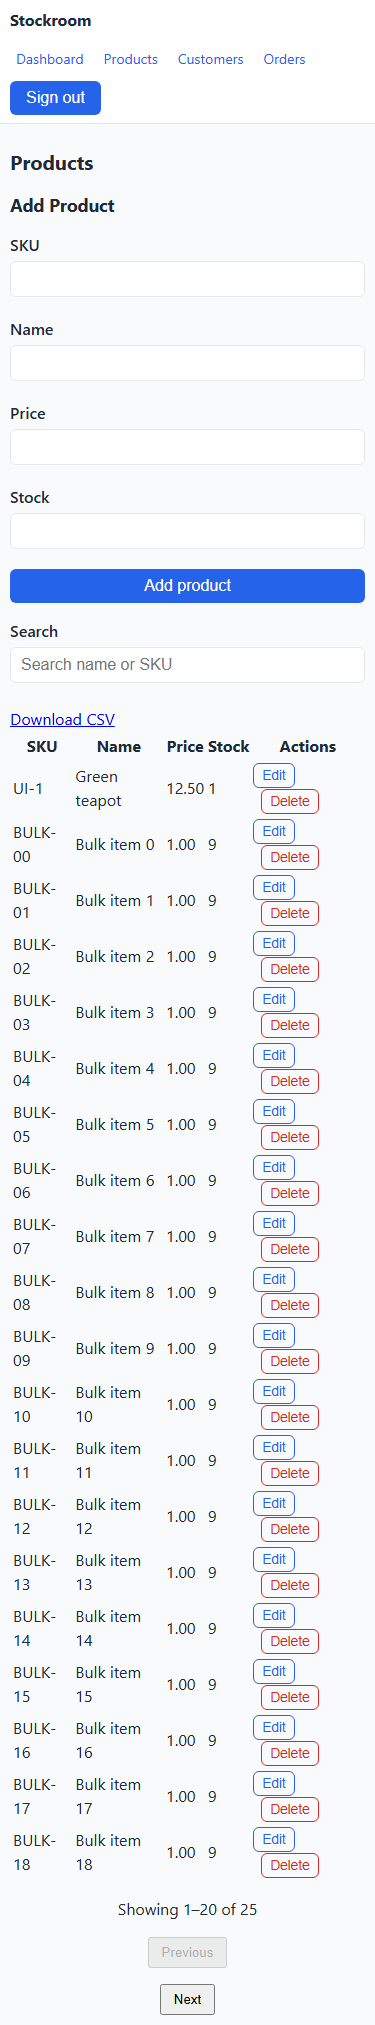 Stockroom
Dashboard Products Customers Orders
Sign out
Products
Add Product
SKU
Name
Price
Stock
Add product
Search
Search name or SKU
Download CSV
SKU Name Price Stock Actions
UI-1 Green teapot 12.50 1 Edit Delete
BULK-00 Bulk item 0 1.00 9 Edit Delete
BULK-01 Bulk item 1 1.00 9 Edit Delete
BULK-02 Bulk item 2 1.00 9 Edit Delete
BULK-03 Bulk item 3 1.00 9 Edit Delete
BULK-04 Bulk item 4 1.00 9 Edit Delete
BULK-05 Bulk item 5 1.00 9 Edit Delete
BULK-06 Bulk item 6 1.00 9 Edit Delete
BULK-07 Bulk item 7 1.00 9 Edit Delete
BULK-08 Bulk item 8 1.00 9 Edit Delete
BULK-09 Bulk item 9 1.00 9 Edit Delete
BULK-10 Bulk item 10 1.00 9 Edit Delete
BULK-11 Bulk item 11 1.00 9 Edit Delete
BULK-12 Bulk item 12 1.00 9 Edit Delete
BULK-13 Bulk item 13 1.00 9 Edit Delete
BULK-14 Bulk item 14 1.00 9 Edit Delete
BULK-15 Bulk item 15 1.00 9 Edit Delete
BULK-16 Bulk item 16 1.00 9 Edit Delete
BULK-17 Bulk item 17 1.00 9 Edit Delete
BULK-18 Bulk item 18 1.00 9 Edit Delete
Showing 1–20 of 25
Previous
Next